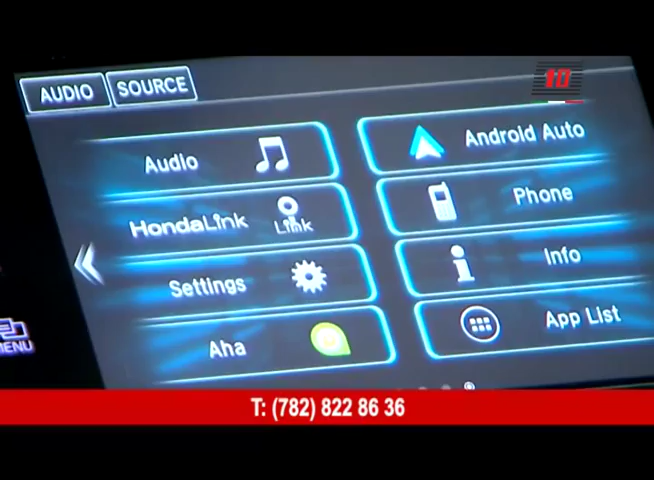 AUDIO
SOURCE
10
Audio
Android Auto
HondaLink
Link
Phone
Settings
Info
Aha
App List
MENU
T: (782) 822 86 36